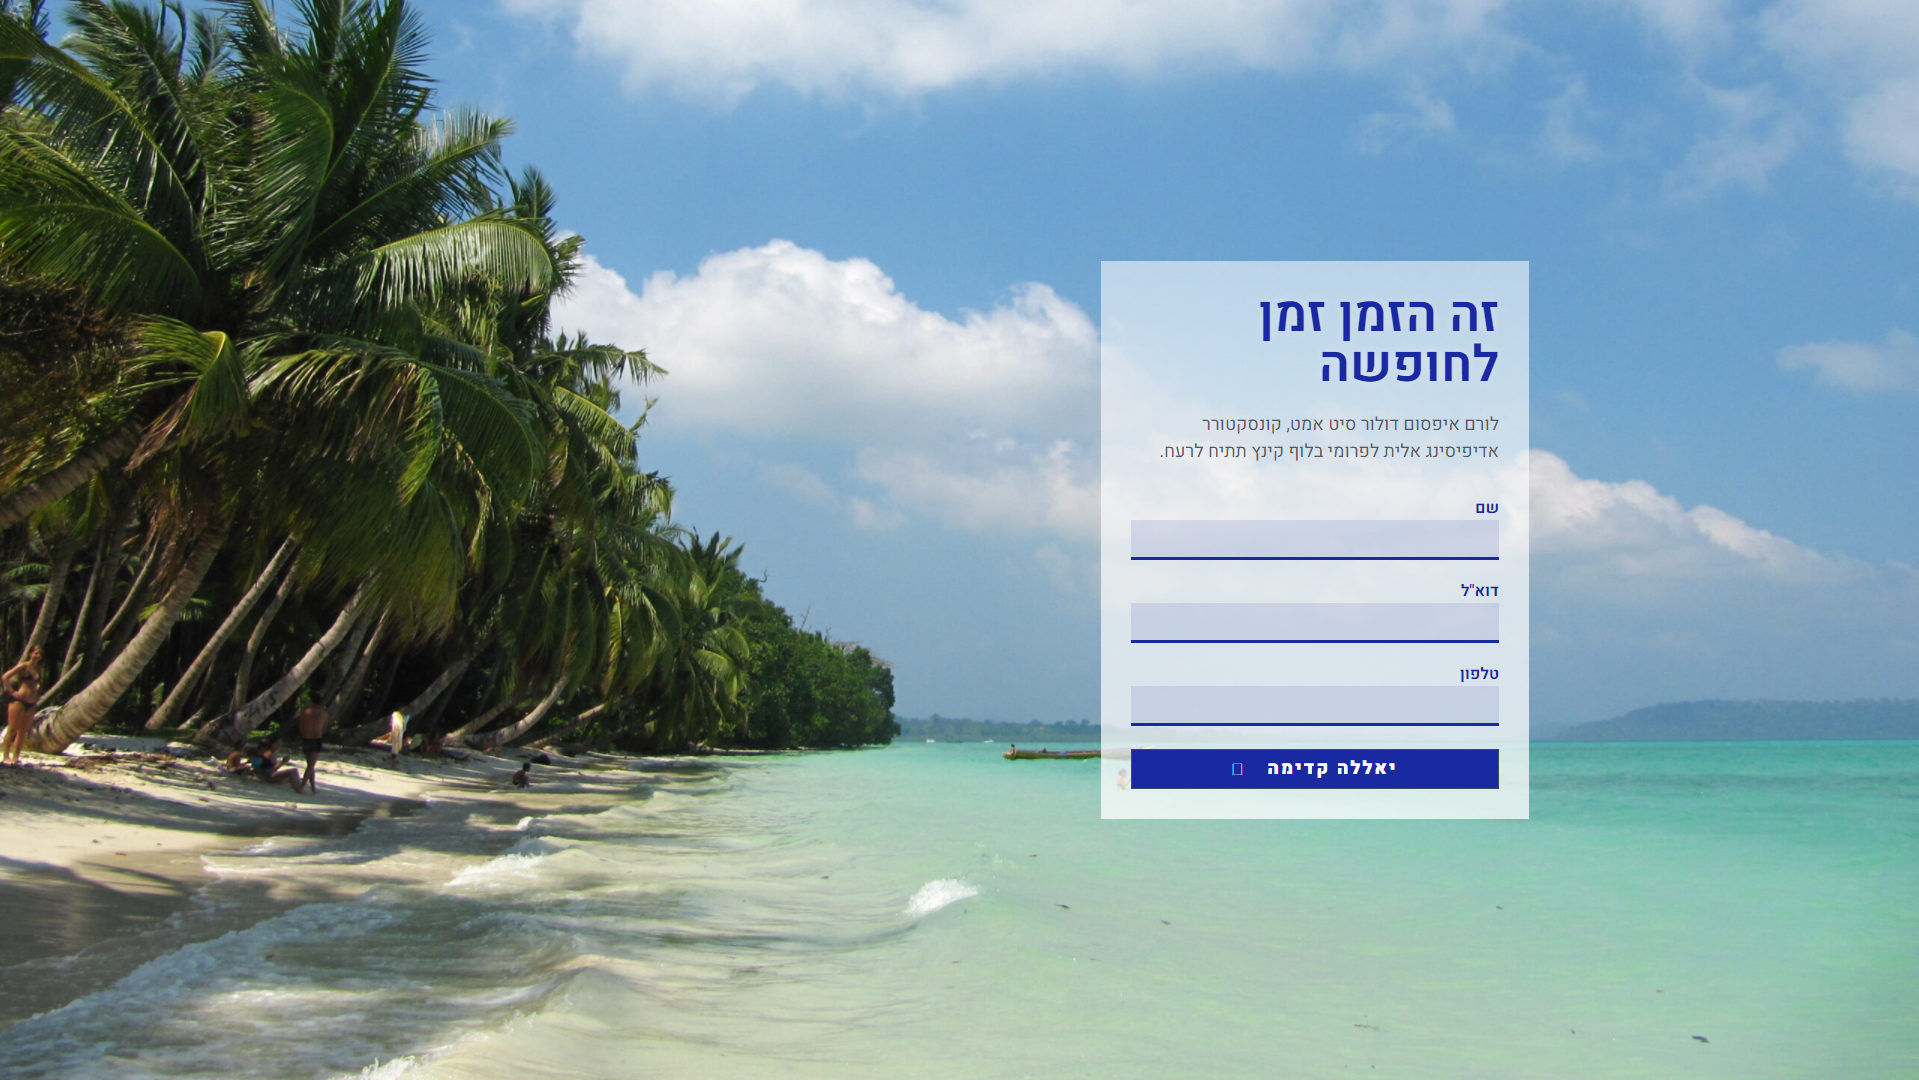 זה הזמן זמן
לחופשה
לורם איפסום דולור סיט אמט, קונסקטורר
אדיפיסינג אלית לפרומי בלוף קינץ תתיח לרעח.
שם
דוא"ל
טלפון
יאללה קדימה